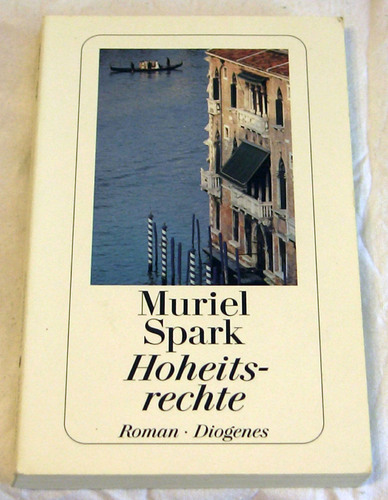 Muriel
Spark
Hoheits-
rechte
Roman · Diogenes